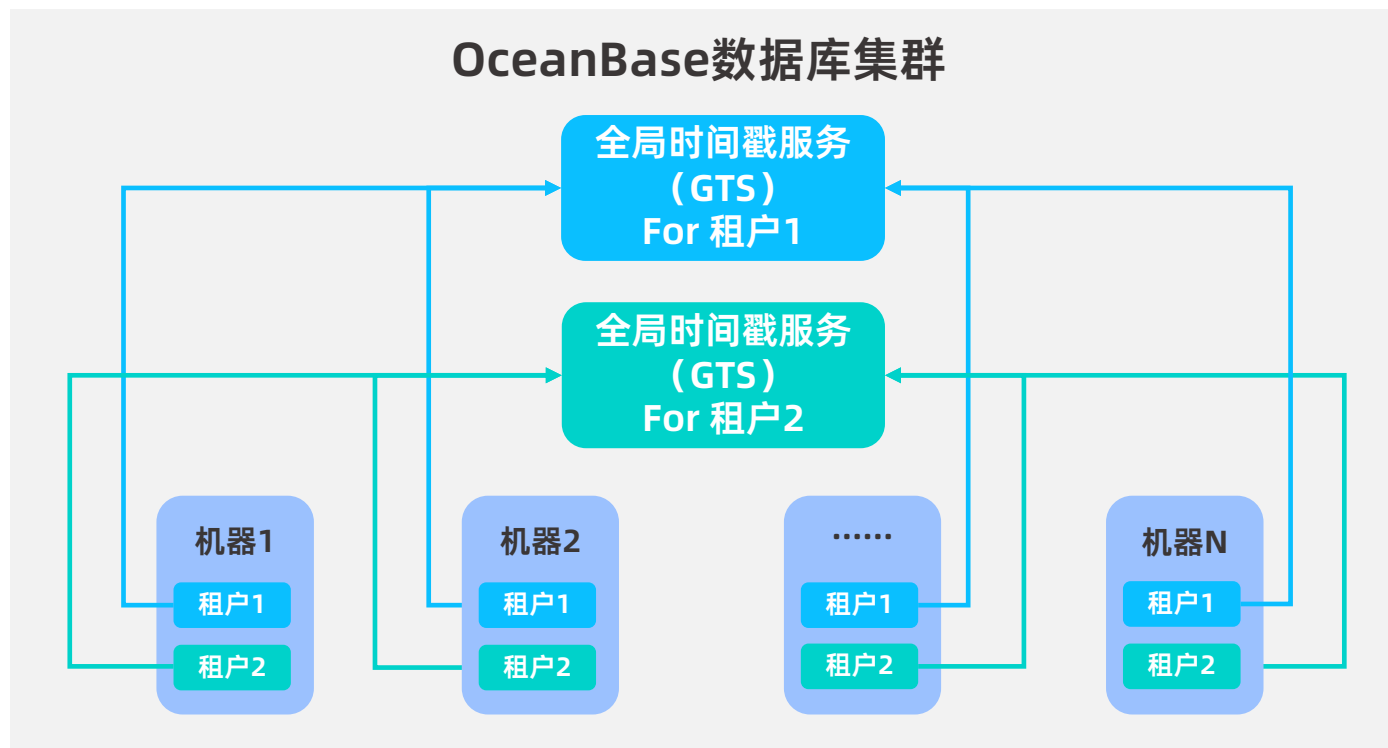 OceanBase数据库集群
全局时间戳服务
（GTS）
For 租户1
全局时间戳服务
（GTS）
For 租户2
机器1
租户1
租户2
机器2
租户1
租户2
……
租户1
租户2
机器N
租户1
租户2